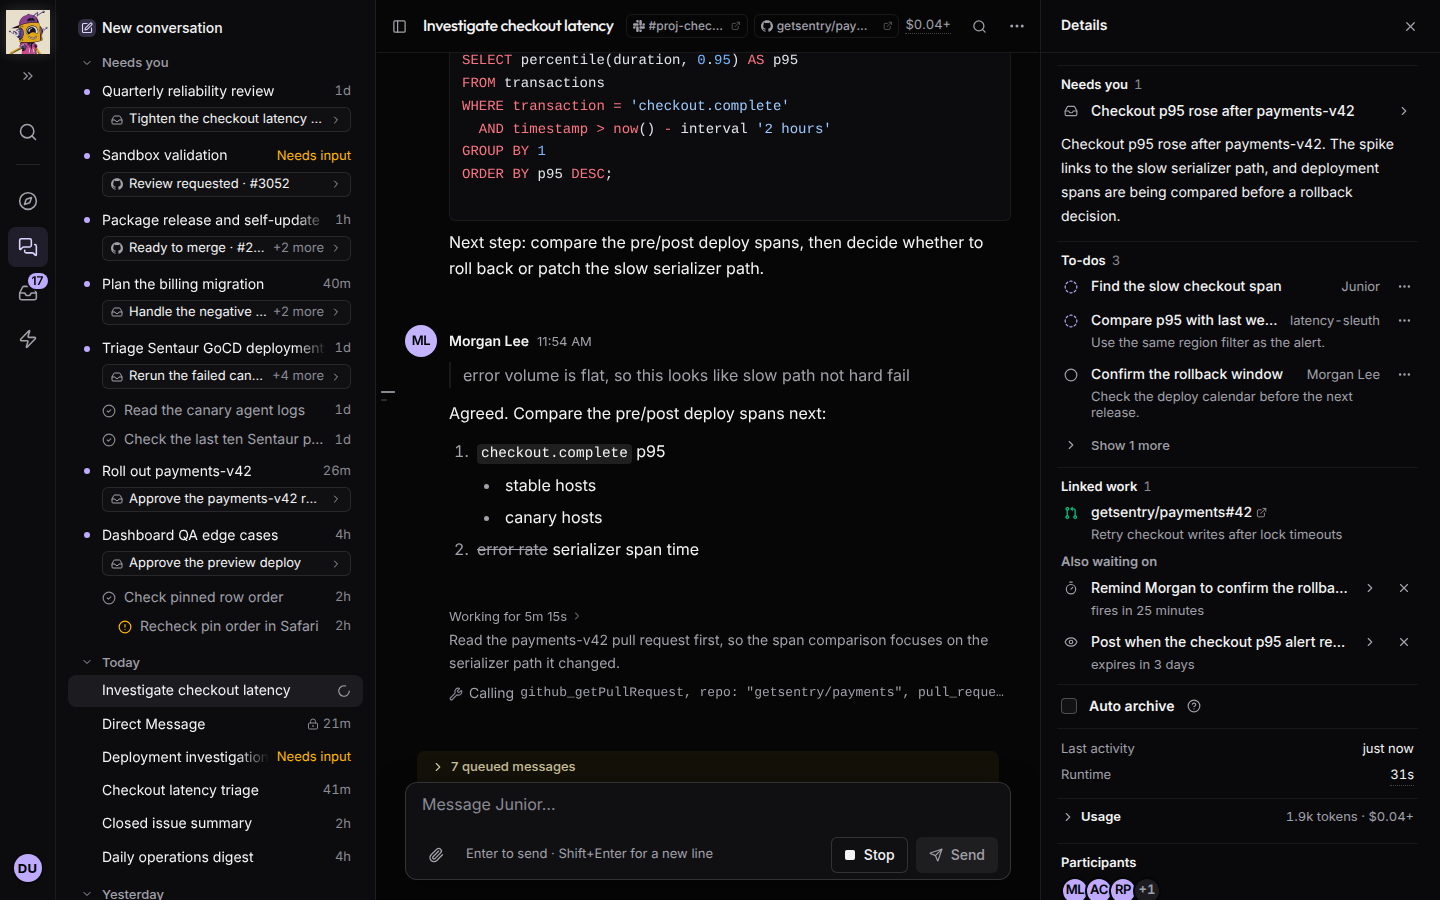 New conversation
Needs you
Quarterly reliability review 1d
Tighten the checkout latency ...
Sandbox validation Needs input
Review requested · #3052
Package release and self-update 1h
Ready to merge · #2... +2 more
Plan the billing migration 40m
Handle the negative ... +2 more
Triage Sentaur GoCD deployment 1d
Rerun the failed can... +4 more
Read the canary agent logs 1d
Check the last ten Sentaur p... 1d
Roll out payments-v42 26m
Approve the payments-v42 r...
Dashboard QA edge cases 4h
Approve the preview deploy
Check pinned row order 2h
Recheck pin order in Safari 2h
Today
Investigate checkout latency
Direct Message 21m
Deployment investigation Needs input
Checkout latency triage 41m
Closed issue summary 2h
Daily operations digest 4h
Yesterday
17
DU
Investigate checkout latency #proj-chec... getsentry/pay... $0.04+
SELECT percentile(duration, 0.95) AS p95
FROM transactions
WHERE transaction = 'checkout.complete'
AND timestamp > now() - interval '2 hours'
GROUP BY 1
ORDER BY p95 DESC;
Next step: compare the pre/post deploy spans, then decide whether to
roll back or patch the slow serializer path.
ML Morgan Lee 11:54 AM
error volume is flat, so this looks like slow path not hard fail
Agreed. Compare the pre/post deploy spans next:
1. checkout.complete p95
• stable hosts
• canary hosts
2. error rate serializer span time
Working for 5m 15s
Read the payments-v42 pull request first, so the span comparison focuses on the
serializer path it changed.
Calling github_getPullRequest, repo: "getsentry/payments", pull_reque…
7 queued messages
Message Junior...
Enter to send · Shift+Enter for a new line Stop Send
Details
Needs you 1
Checkout p95 rose after payments-v42
Checkout p95 rose after payments-v42. The spike
links to the slow serializer path, and deployment
spans are being compared before a rollback
decision.
To-dos 3
Find the slow checkout span Junior
Compare p95 with last we... latency-sleuth
Use the same region filter as the alert.
Confirm the rollback window Morgan Lee
Check the deploy calendar before the next
release.
Show 1 more
Linked work 1
getsentry/payments#42
Retry checkout writes after lock timeouts
Also waiting on
Remind Morgan to confirm the rollba...
fires in 25 minutes
Post when the checkout p95 alert re...
expires in 3 days
Auto archive
Last activity just now
Runtime 31s
Usage 1.9k tokens · $0.04+
Participants
ML AC RP +1